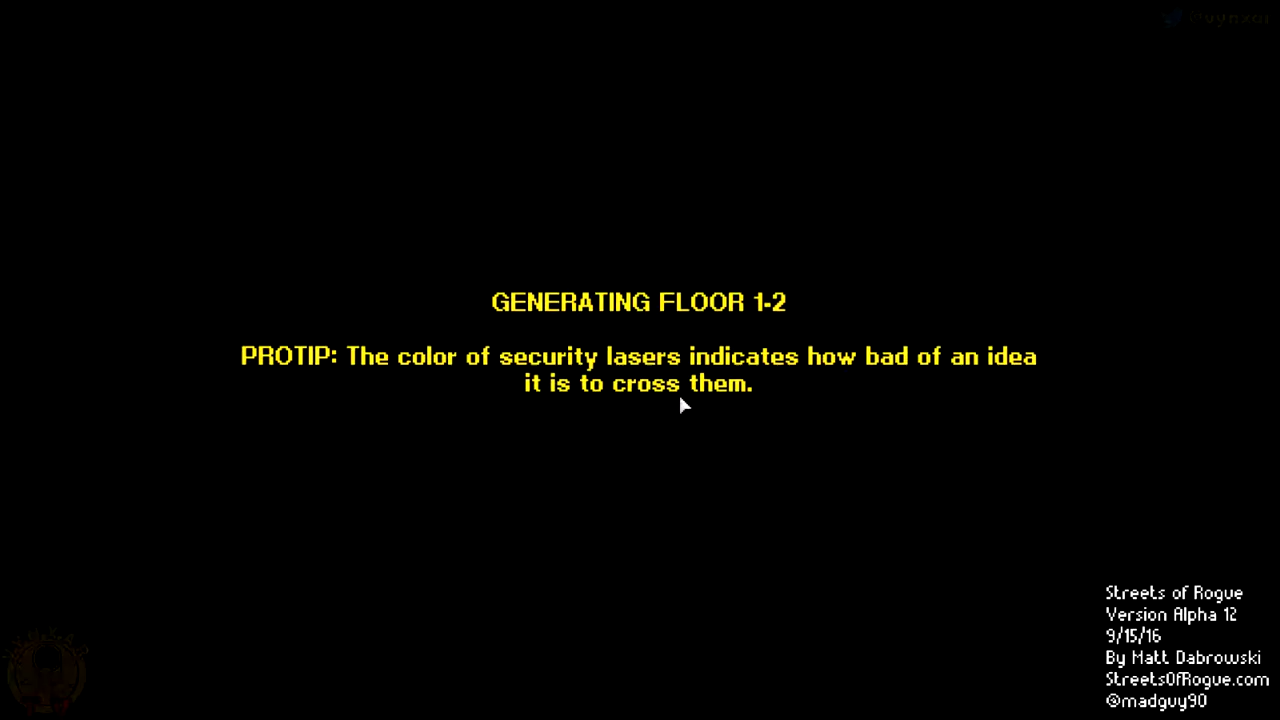 GENERATING FLOOR 1-2
PROTIP: The color of security lasers indicates how bad of an idea
it is to cross them.
Streets of Rogue
Version Alpha 12
9/15/16
By Matt Dabrowski
StreetsOfRogue.com
@madguy90